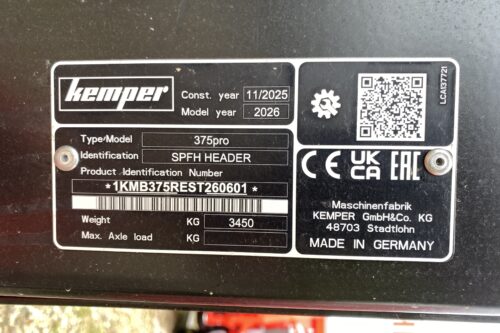 kemper
Const. year 11/2025
Model year 2026
Type/Model 375pro
Identification SPFH HEADER
Product Identification Number
*1KMB375REST260601*
Weight KG 3450
Max. Axle load KG
LCA137721
CE UK CA EAC
Maschinenfabrik
KEMPER GmbH&Co. KG
48703 Stadtlohn
MADE IN GERMANY